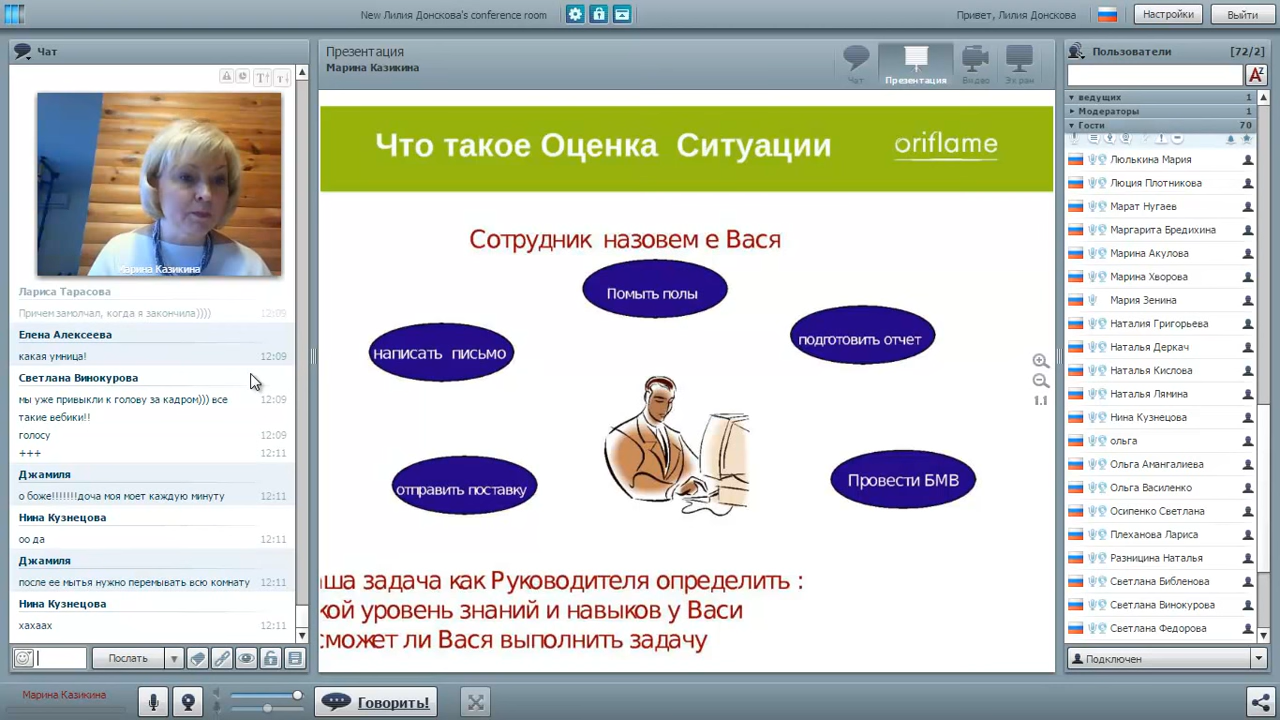 New Лилия Донскова's conference room
Привет, Лилия Донскова
Настройки
Выйти
Чат
Марина Казикина
Лариса Тарасова
Причем замолчал, когда я закончила)))) 12:09
Елена Алексеева
какая умница! 12:09
Светлана Винокурова
мы уже привыкли к голову за кадром))) все 12:09
такие вебики!!
голосу 12:09
+++ 12:11
Джамиля
о боже!!!!!!!доча моя моет каждую минуту 12:11
Нина Кузнецова
оо да 12:11
Джамиля
после ее мытья нужно перемывать всю комнату 12:11
Нина Кузнецова
хахаах 12:11
Послать
Презентация
Марина Казикина
Чат
Презентация
Видео
Экран
Что такое Оценка Ситуации
oriflame
Сотрудник назовем е Вася
Помыть полы
написать письмо
подготовить отчет
отправить поставку
Провести БМВ
1.1
аша задача как Руководителя определить :
кой уровень знаний и навыков у Васи
сможет ли Вася выполнить задачу
Пользователи [72/2]
ведущих 1
Модераторы 1
Гости 70
Люлькина Мария
Люция Плотникова
Марат Нугаев
Маргарита Бредихина
Марина Акулова
Марина Хворова
Мария Зенина
Наталия Григорьева
Наталья Деркач
Наталья Кислова
Наталья Лямина
Нина Кузнецова
ольга
Ольга Амангалиева
Ольга Василенко
Осипенко Светлана
Плеханова Лариса
Разницина Наталья
Светлана Библенова
Светлана Винокурова
Светлана Федорова
Подключен
Марина Казикина
Говорить!